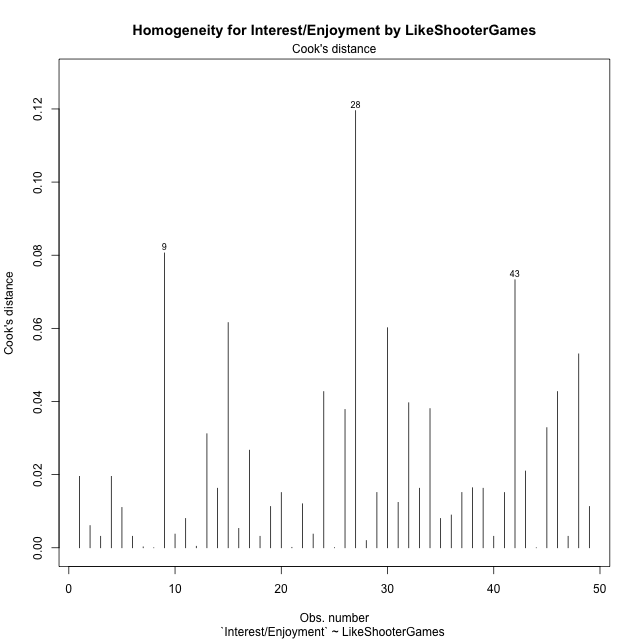 Homogeneity for Interest/Enjoyment by LikeShooterGames
Cook's distance
28
9
43
0.12
0.10
0.08
0.06
0.04
0.02
0.00
Cook's distance
0 10 20 30 40 50
Obs. number
`Interest/Enjoyment` ~ LikeShooterGames